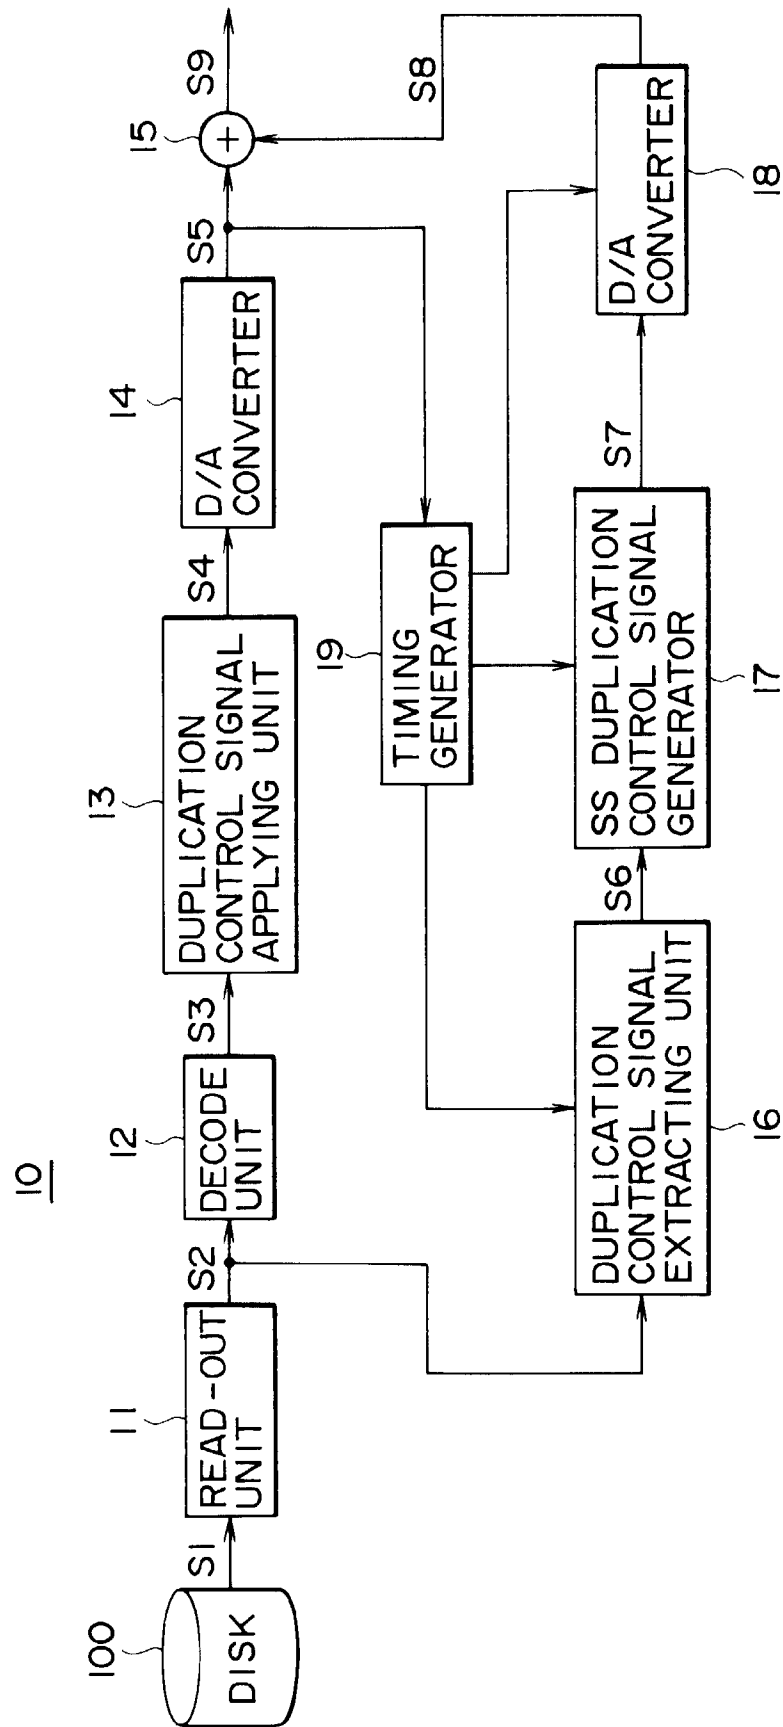 10
100
DISK
S1
11
READ-OUT
UNIT
S2
12
DECODE
UNIT
S3
13
DUPLICATION
CONTROL SIGNAL
APPLYING UNIT
S4
14
D/A
CONVERTER
S5
15
+
S9
19
TIMING
GENERATOR
S8
DUPLICATION
CONTROL SIGNAL
EXTRACTING UNIT
16
S6
SS DUPLICATION
CONTROL SIGNAL
GENERATOR
17
S7
D/A
CONVERTER
18